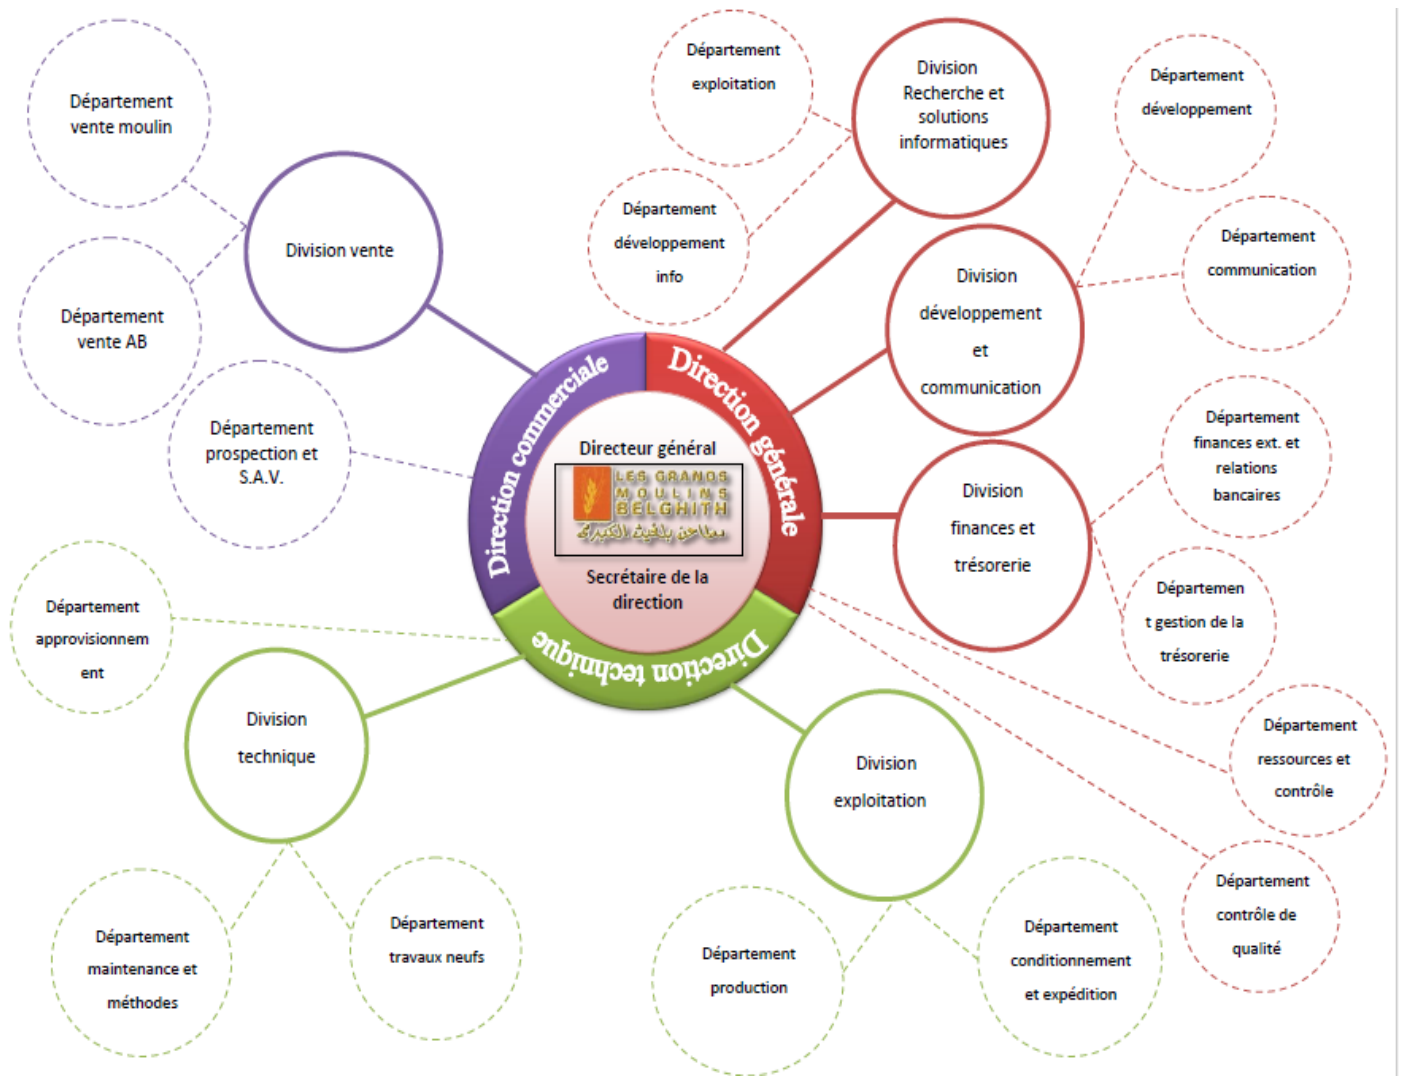 Département
vente moulin
Division vente
Département
vente AB
Département
prospection et
S.A.V.
Département
exploitation
Division
Recherche et
solutions
informatiques
Département
développement
info
Département
développement
Division
développement
et
communication
Département
communication
Direction commerciale
Direction générale
Direction technique
Directeur général
LES GRANDS
MOULINS
BELGHITH
مطاحن بالغيث الكبرى
Secrétaire de la
direction
Division
finances et
trésorerie
Département
finances ext. et
relations
bancaires
Départemen
t gestion de la
trésorerie
Département
ressources et
contrôle
Département
contrôle de
qualité
Département
approvisionnem
ent
Division
technique
Département
maintenance et
méthodes
Département
travaux neufs
Division
exploitation
Département
production
Département
conditionnement
et expédition